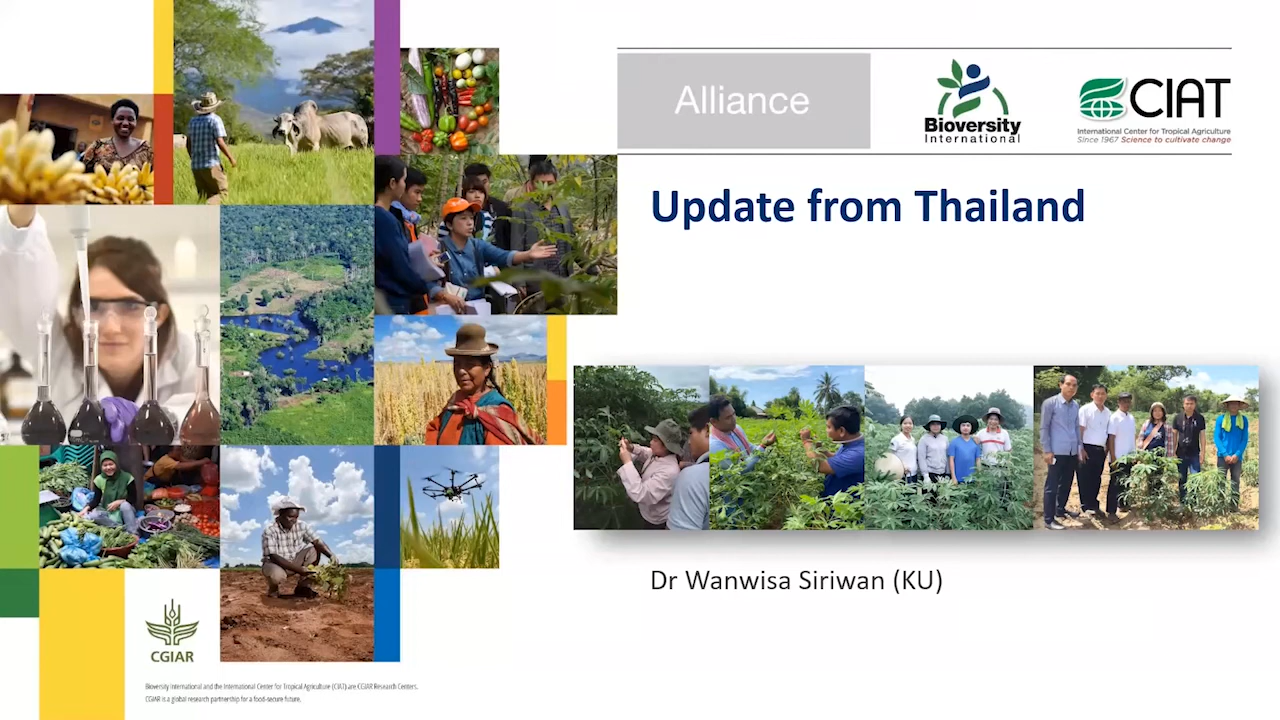 Alliance
Bioversity
International
CIAT
International Center for Tropical Agriculture
Since 1967 Science to cultivate change
Update from Thailand
Dr Wanwisa Siriwan (KU)
CGIAR
Bioversity International and the International Center for Tropical Agriculture (CIAT) are CGIAR Research Centers.
CGIAR is a global research partnership for a food-secure future.